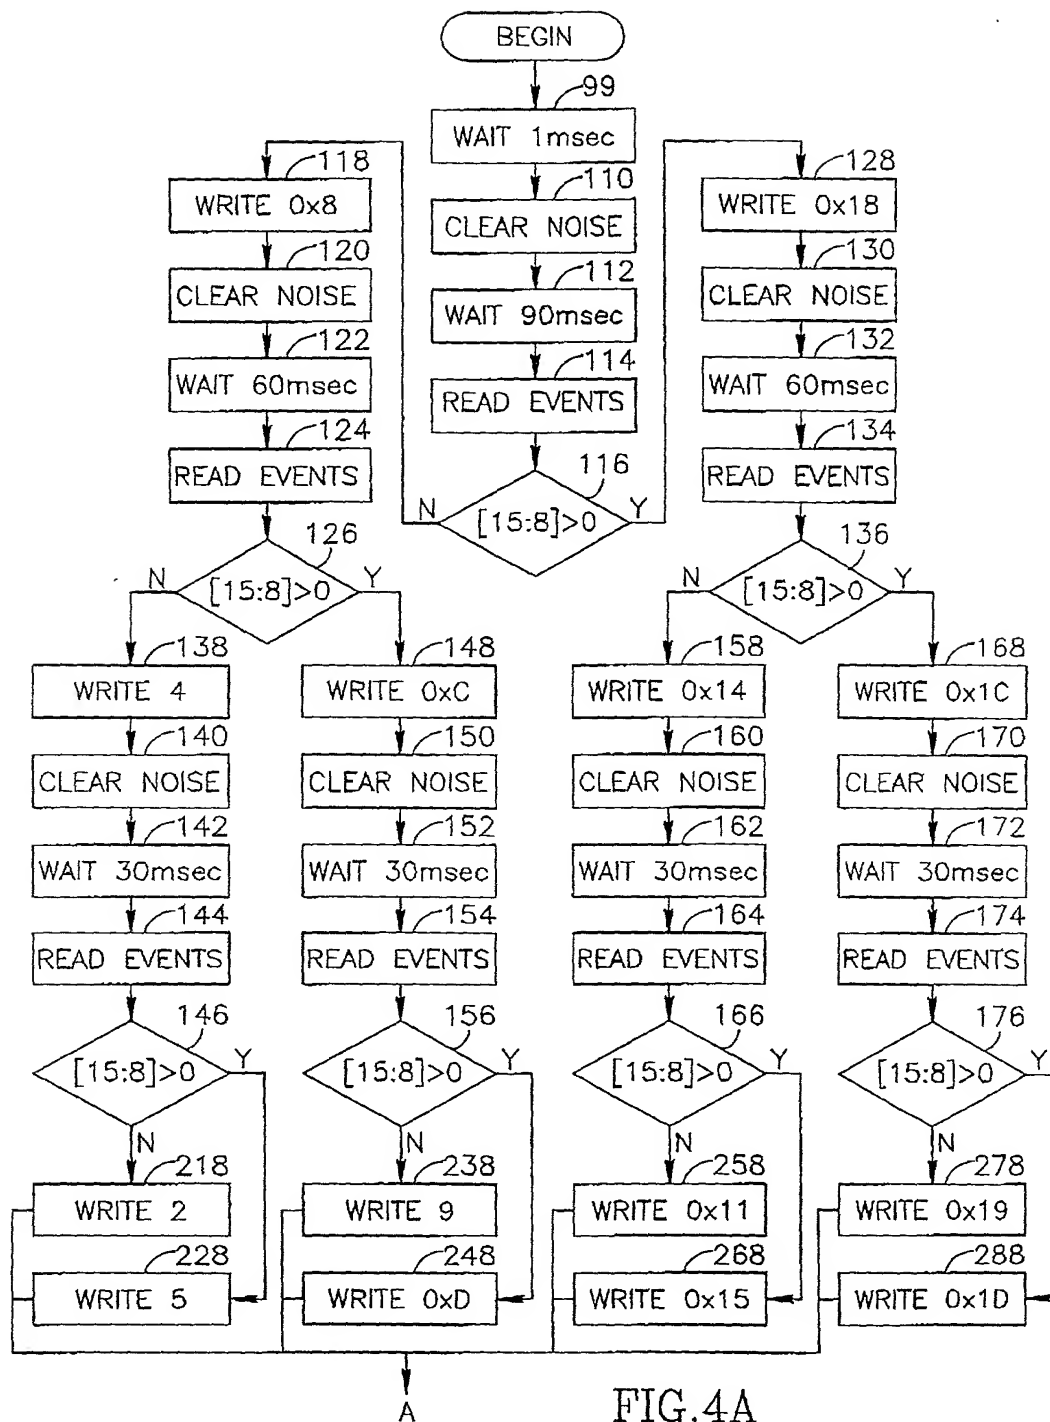 BEGIN
99
WAIT 1msec
118
110
128
WRITE 0x8
CLEAR NOISE
WRITE 0x18
120
112
130
CLEAR NOISE
WAIT 90msec
CLEAR NOISE
122
114
132
WAIT 60msec
READ EVENTS
WAIT 60msec
124
116
134
READ EVENTS
N
[15:8]>0
Y
READ EVENTS
126
136
N
[15:8]>0
Y
N
[15:8]>0
Y
138
148
158
168
WRITE 4
WRITE 0xC
WRITE 0x14
WRITE 0x1C
140
150
160
170
CLEAR NOISE
CLEAR NOISE
CLEAR NOISE
CLEAR NOISE
142
152
162
172
WAIT 30msec
WAIT 30msec
WAIT 30msec
WAIT 30msec
144
154
164
174
READ EVENTS
READ EVENTS
READ EVENTS
READ EVENTS
146
156
166
176
[15:8]>0
Y
[15:8]>0
Y
[15:8]>0
Y
[15:8]>0
Y
N
N
N
N
218
238
258
278
WRITE 2
WRITE 9
WRITE 0x11
WRITE 0x19
228
248
268
288
WRITE 5
WRITE 0xD
WRITE 0x15
WRITE 0x1D
A
FIG.4A